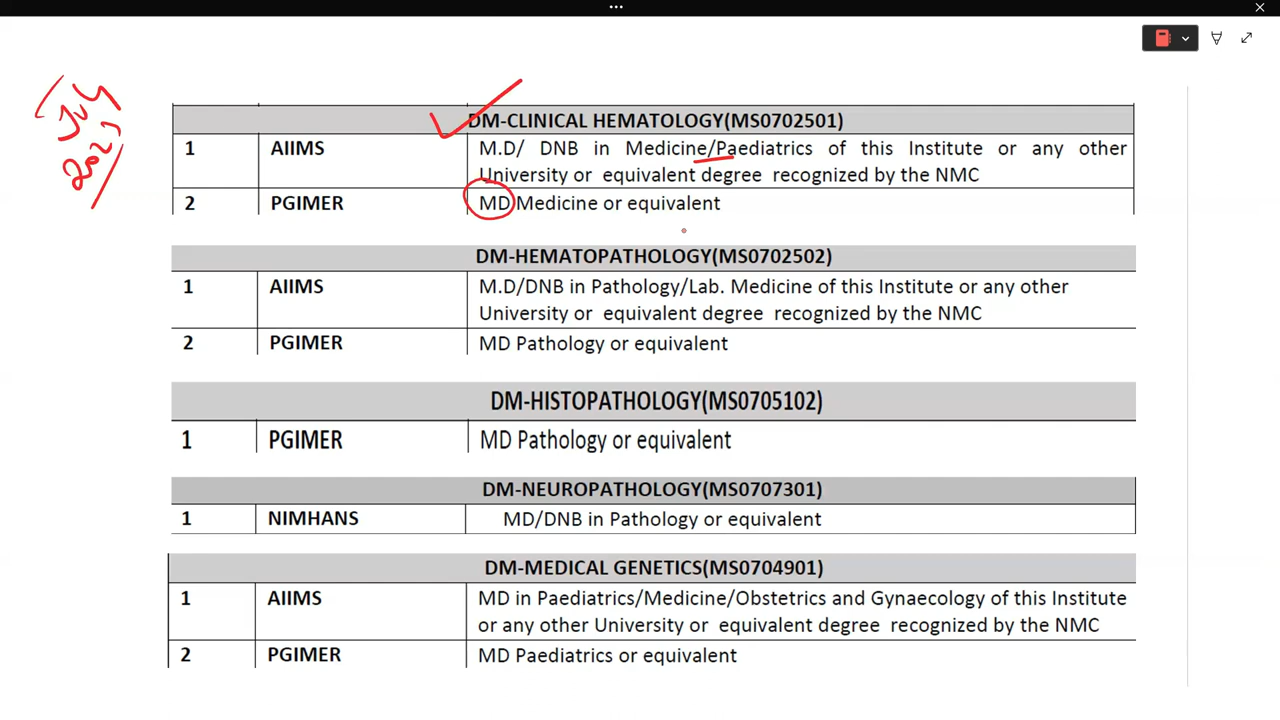 DM-CLINICAL HEMATOLOGY(MS0702501)
1 AIIMS M.D/ DNB in Medicine/Paediatrics of this Institute or any other
University or equivalent degree recognized by the NMC
2 PGIMER MD Medicine or equivalent
DM-HEMATOPATHOLOGY(MS0702502)
1 AIIMS M.D/DNB in Pathology/Lab. Medicine of this Institute or any other
University or equivalent degree recognized by the NMC
2 PGIMER MD Pathology or equivalent
DM-HISTOPATHOLOGY(MS0705102)
1 PGIMER MD Pathology or equivalent
DM-NEUROPATHOLOGY(MS0707301)
1 NIMHANS MD/DNB in Pathology or equivalent
DM-MEDICAL GENETICS(MS0704901)
1 AIIMS MD in Paediatrics/Medicine/Obstetrics and Gynaecology of this Institute
or any other University or equivalent degree recognized by the NMC
2 PGIMER MD Paediatrics or equivalent